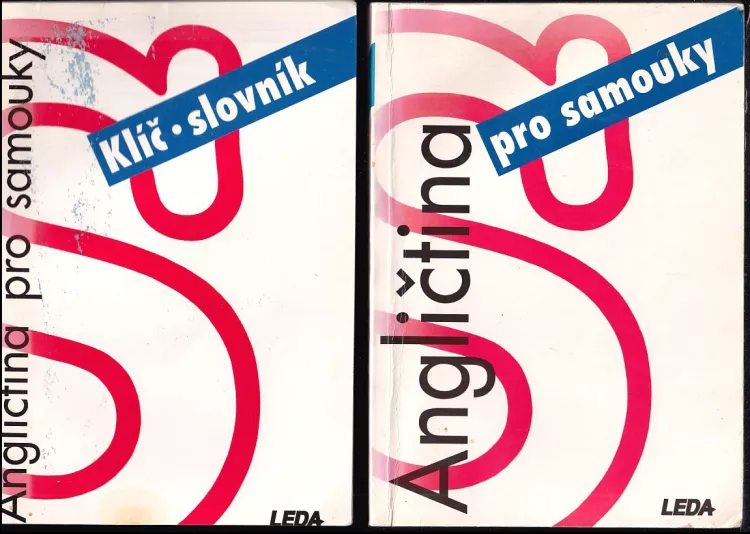 Angličtina pro samouky
Klíč • slovník
LEDA
Angličtina
pro samouky
LEDA